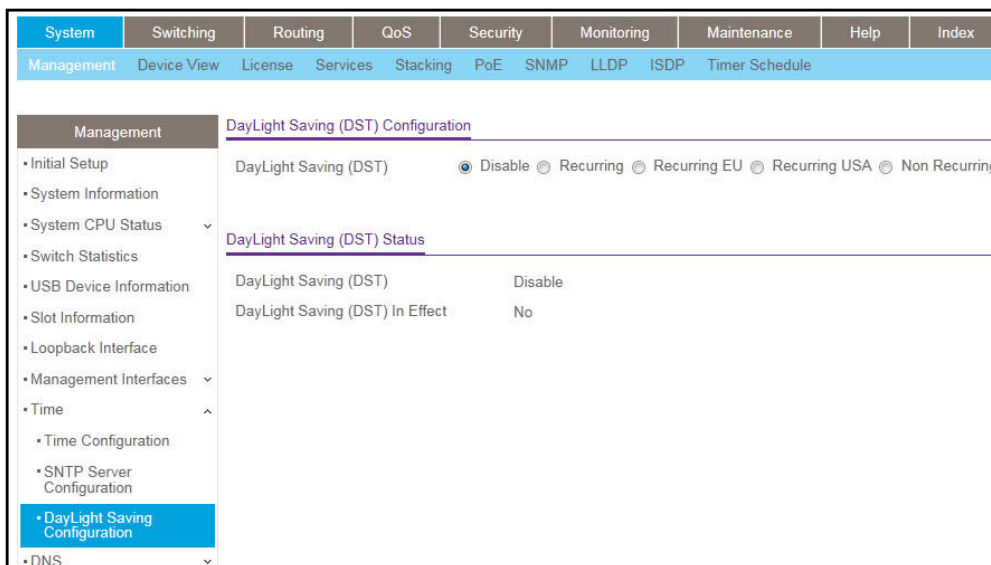 System Switching Routing QoS Security Monitoring Maintenance Help Index
Management Device View License Services Stacking PoE SNMP LLDP ISDP Timer Schedule
Management
Initial Setup
System Information
System CPU Status
Switch Statistics
USB Device Information
Slot Information
Loopback Interface
Management Interfaces
Time
Time Configuration
SNTP Server
Configuration
DayLight Saving
Configuration
DNS
DayLight Saving (DST) Configuration
DayLight Saving (DST) Disable Recurring Recurring EU Recurring USA Non Recurring
DayLight Saving (DST) Status
DayLight Saving (DST) Disable
DayLight Saving (DST) In Effect No